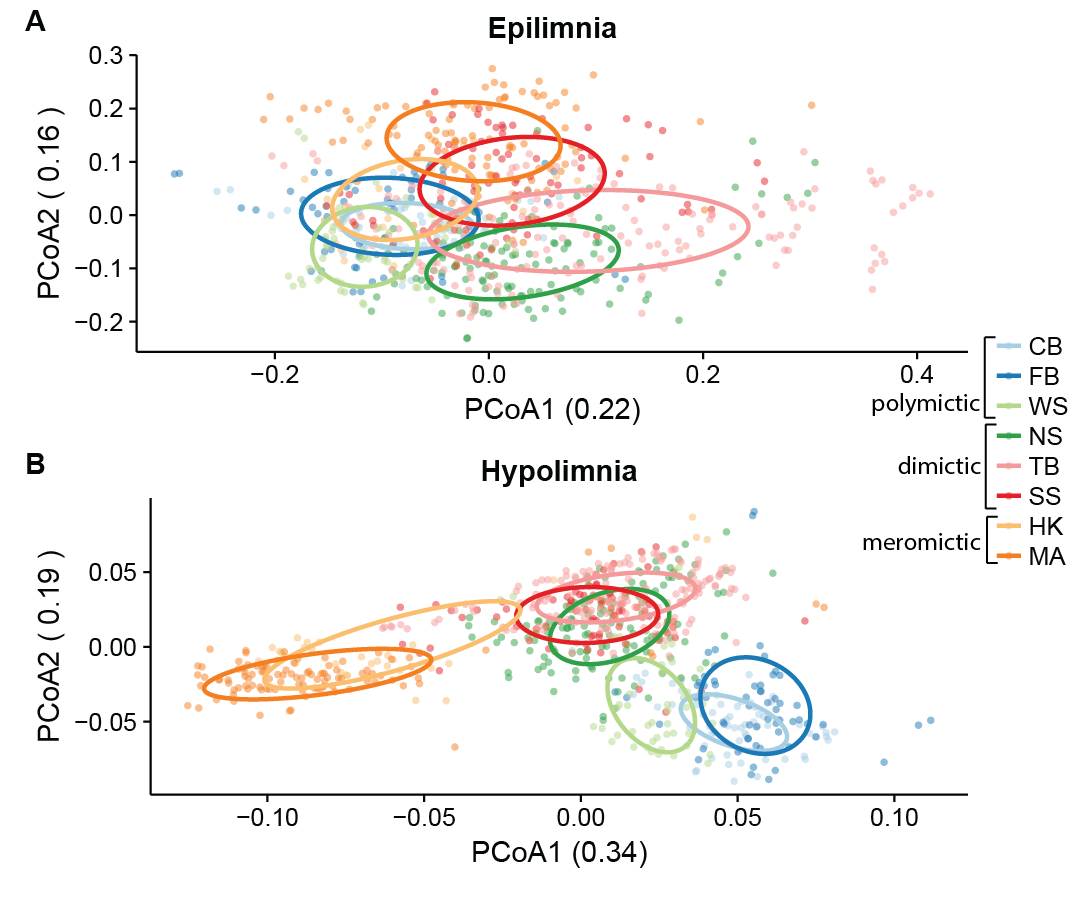 A
Epilimnia
0.3
0.2
0.1
0.0
−0.1
−0.2
PCoA2 ( 0.16 )
−0.2 0.0 0.2 0.4
PCoA1 (0.22)
polymictic
CB
FB
WS
dimictic
NS
TB
SS
meromictic
HK
MA
B
Hypolimnia
0.05
0.00
−0.05
PCoA2 ( 0.19 )
−0.10 −0.05 0.00 0.05 0.10
PCoA1 (0.34)